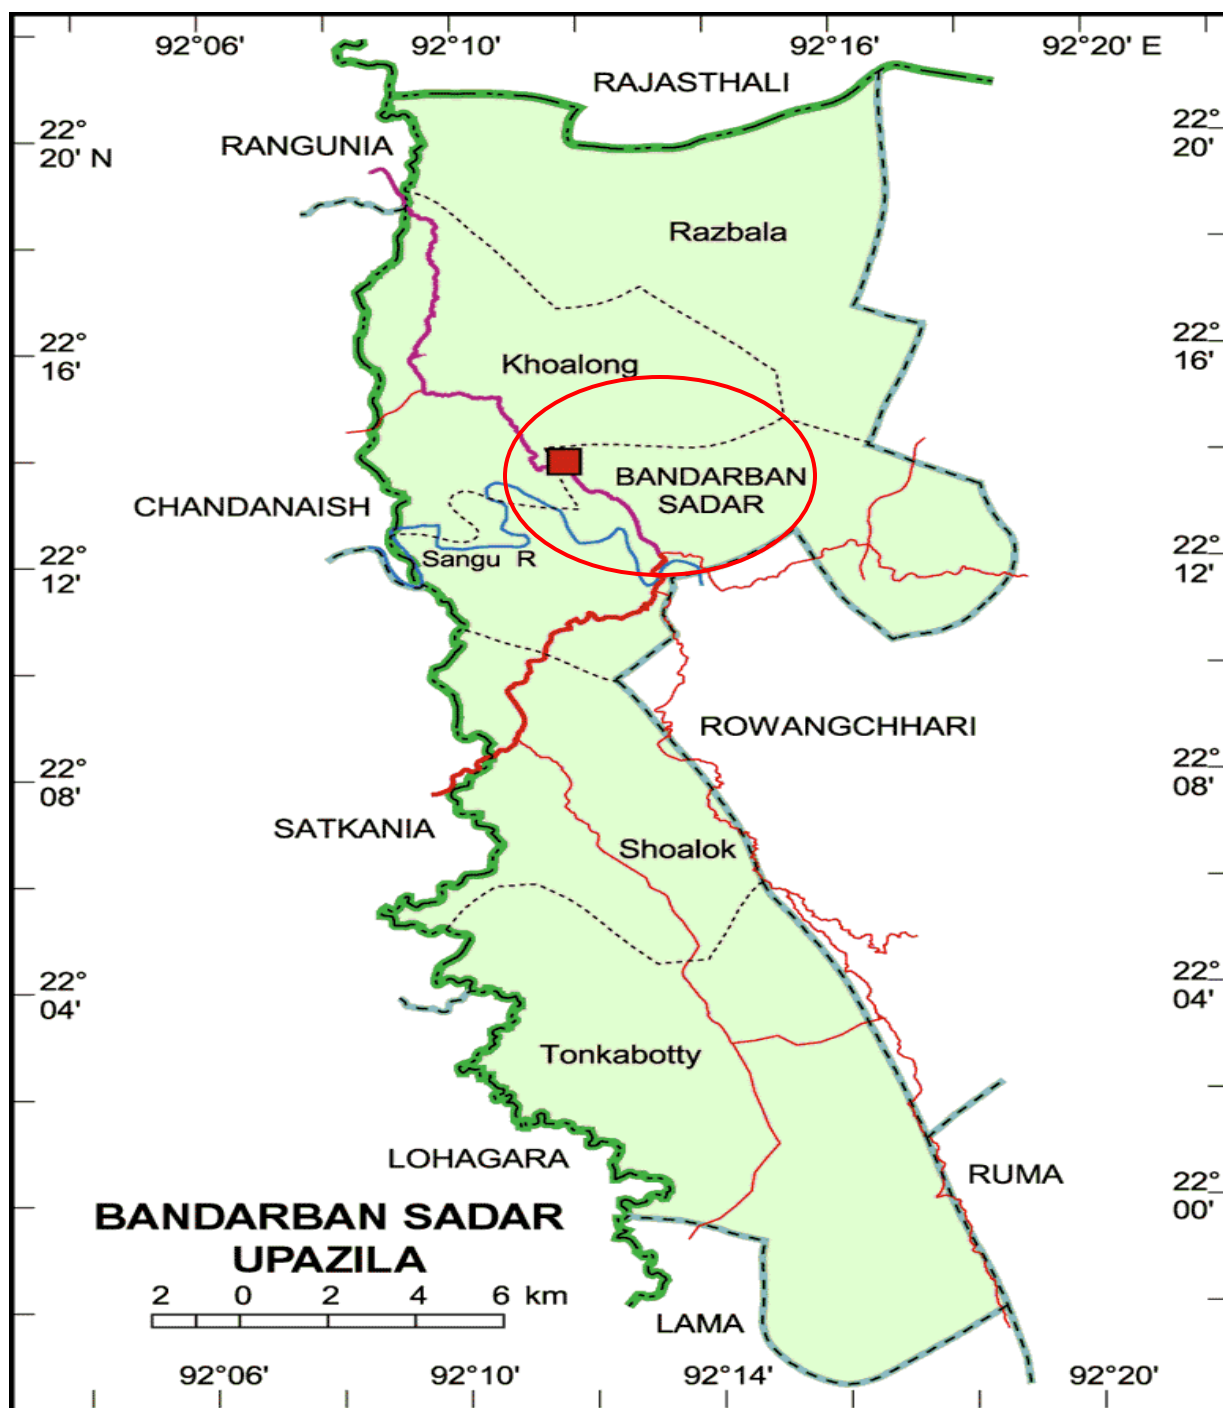 92°06' 92°10' 92°16' 92°20' E
RAJASTHALI
22°
20' N
RANGUNIA
22°
20'
Razbala
22°
16'
22°
16'
Khoalong
BANDARBAN
SADAR
CHANDANAISH
Sangu R
22°
12'
22°
12'
ROWANGCHHARI
22°
08'
22°
08'
SATKANIA
Shoalok
22°
04'
22°
04'
Tonkabotty
LOHAGARA
RUMA
22°
00'
BANDARBAN SADAR
UPAZILA
2 0 2 4 6 km
LAMA
92°06' 92°10' 92°14' 92°20'